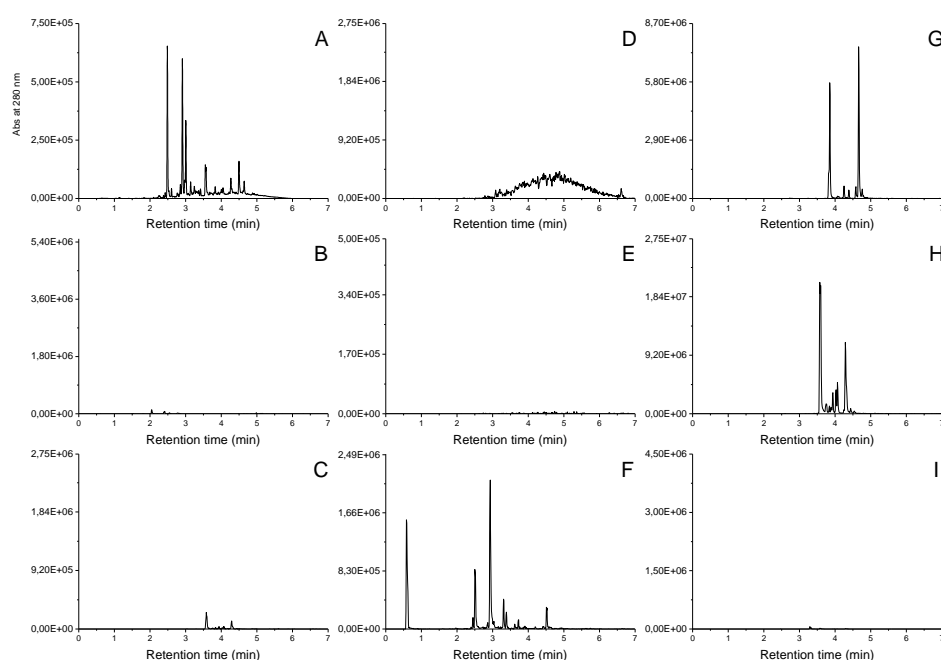 7,50E+05
A
5,00E+05
Abs at 280 nm
2,50E+05
0,00E+00
0 1 2 3 4 5 6 7
Retention time (min)
2,75E+06
D
1,84E+06
9,20E+05
0,00E+00
0 1 2 3 4 5 6 7
Retention time (min)
8,70E+06
G
5,80E+06
2,90E+06
0,00E+00
0 1 2 3 4 5 6 7
Retention time (min)
5,40E+06
B
3,60E+06
1,80E+06
0,00E+00
0 1 2 3 4 5 6 7
Retention time (min)
5,00E+05
E
3,40E+05
1,70E+05
0,00E+00
0 1 2 3 4 5 6 7
Retention time (min)
2,75E+07
H
1,84E+07
9,20E+06
0,00E+00
0 1 2 3 4 5 6 7
Retention time (min)
2,75E+06
C
1,84E+06
9,20E+05
0,00E+00
0 1 2 3 4 5 6 7
Retention time (min)
2,49E+06
F
1,66E+06
8,30E+05
0,00E+00
0 1 2 3 4 5 6 7
Retention time (min)
4,50E+06
I
3,00E+06
1,50E+06
0,00E+00
0 1 2 3 4 5 6 7
Retention time (min)